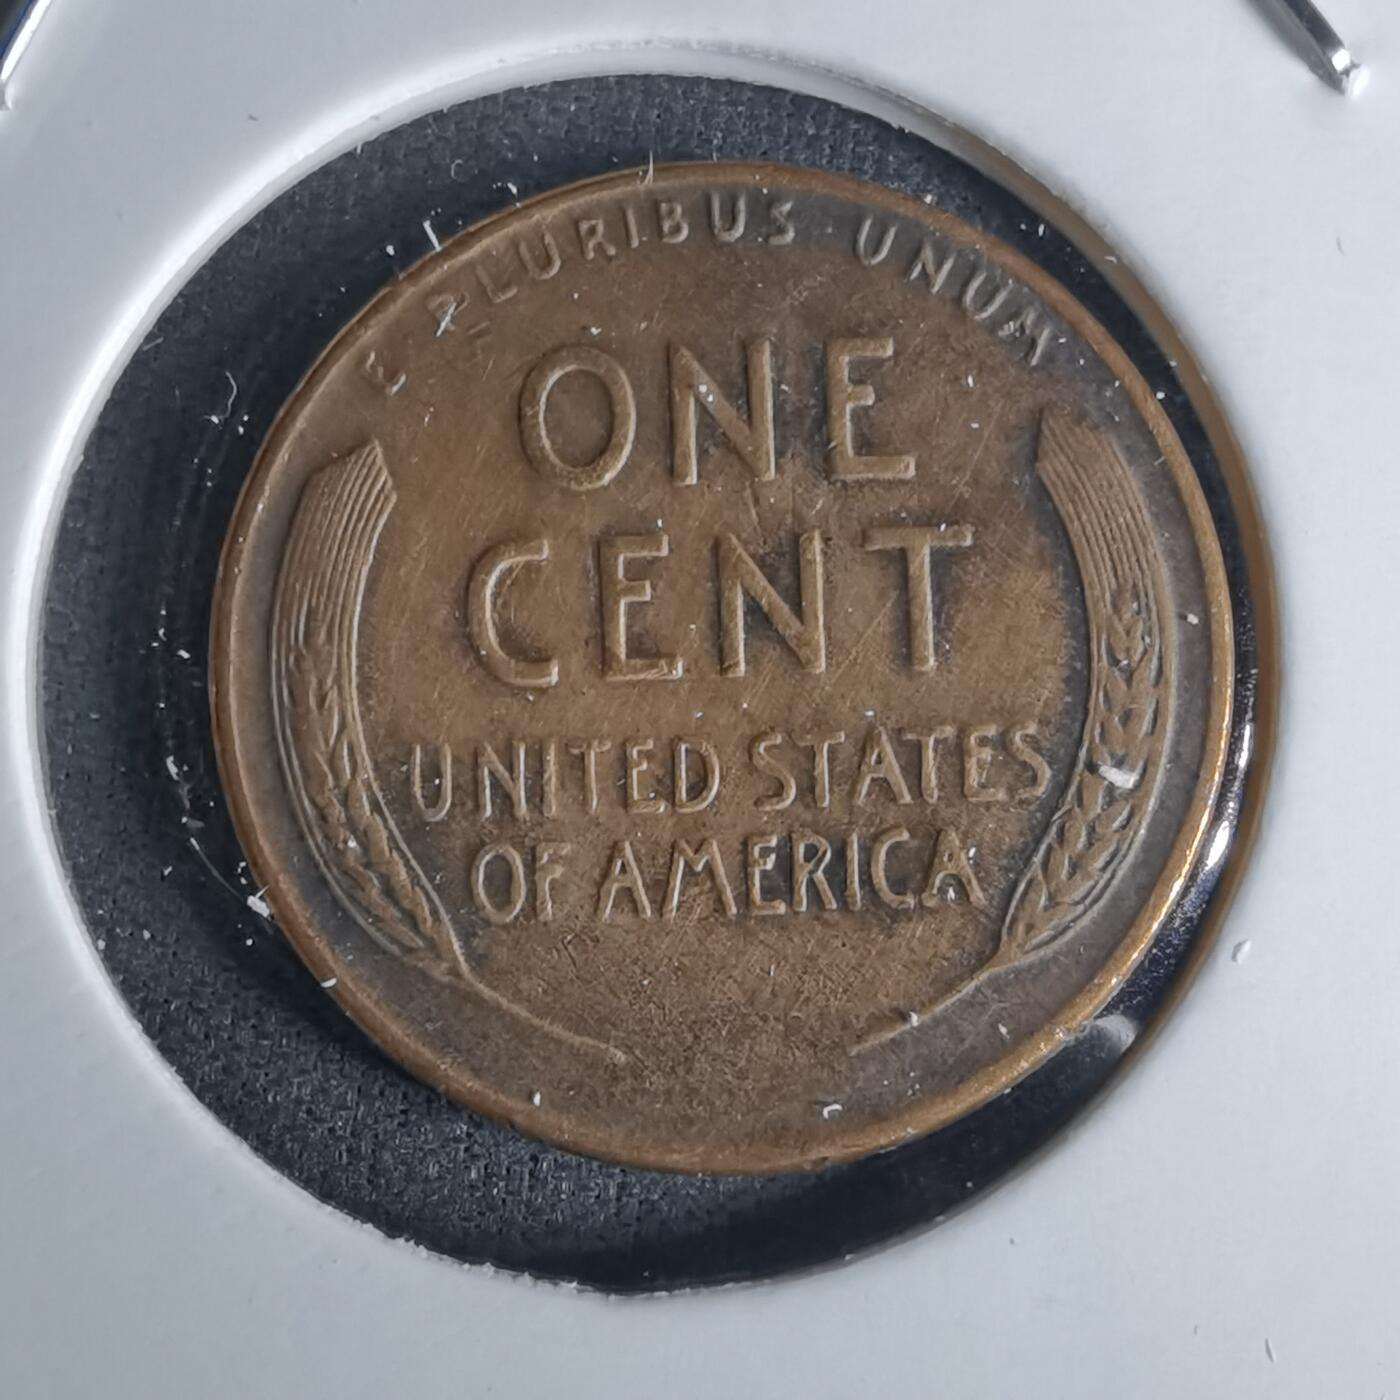 E PLURIBUS UNUM
ONE
CENT
UNITED STATES
OF AMERICA